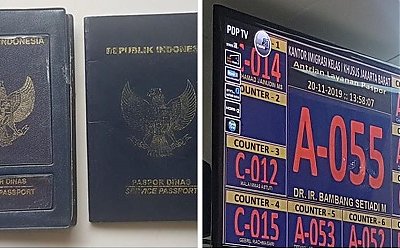 INDONESIA
PASPOR DINAS
SERVICE PASSPORT
REPUBLIK INDONESIA
PASPOR DINAS
SERVICE PASSPORT
PDP TV
KANTOR IMIGRASI KELAS I KHUSUS JAKARTA BARAT
Antrian Layanan Paspor
20-11-2019 :: 13:58:07
C-014
COUNTER - 2
A-055
COUNTER - 3
C-012
DR. IR. BAMBANG SETIADI M
COUNTER - 4
C-015
COUNTER - 5
A-053
COUNTER - 6
A-052